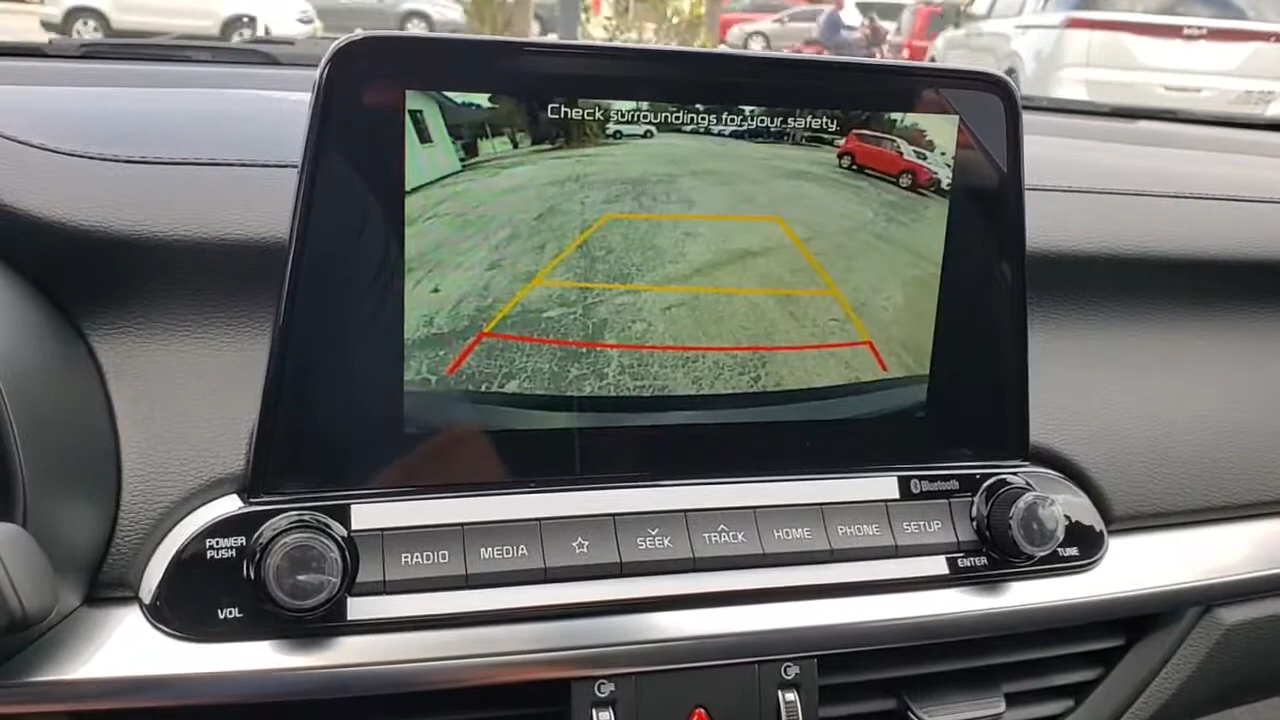 Check surroundings for your safety.
Bluetooth
POWER
PUSH
RADIO
MEDIA
SEEK
TRACK
HOME
PHONE
SETUP
VOL
ENTER
TUNE